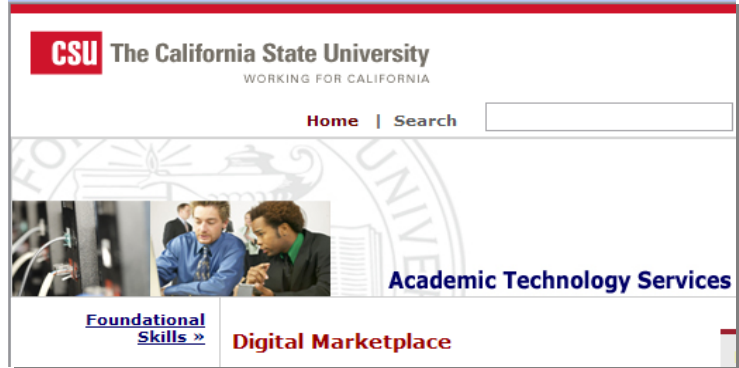 CSU The California State University
WORKING FOR CALIFORNIA
Home | Search
Academic Technology Services
Foundational
Skills »
Digital Marketplace